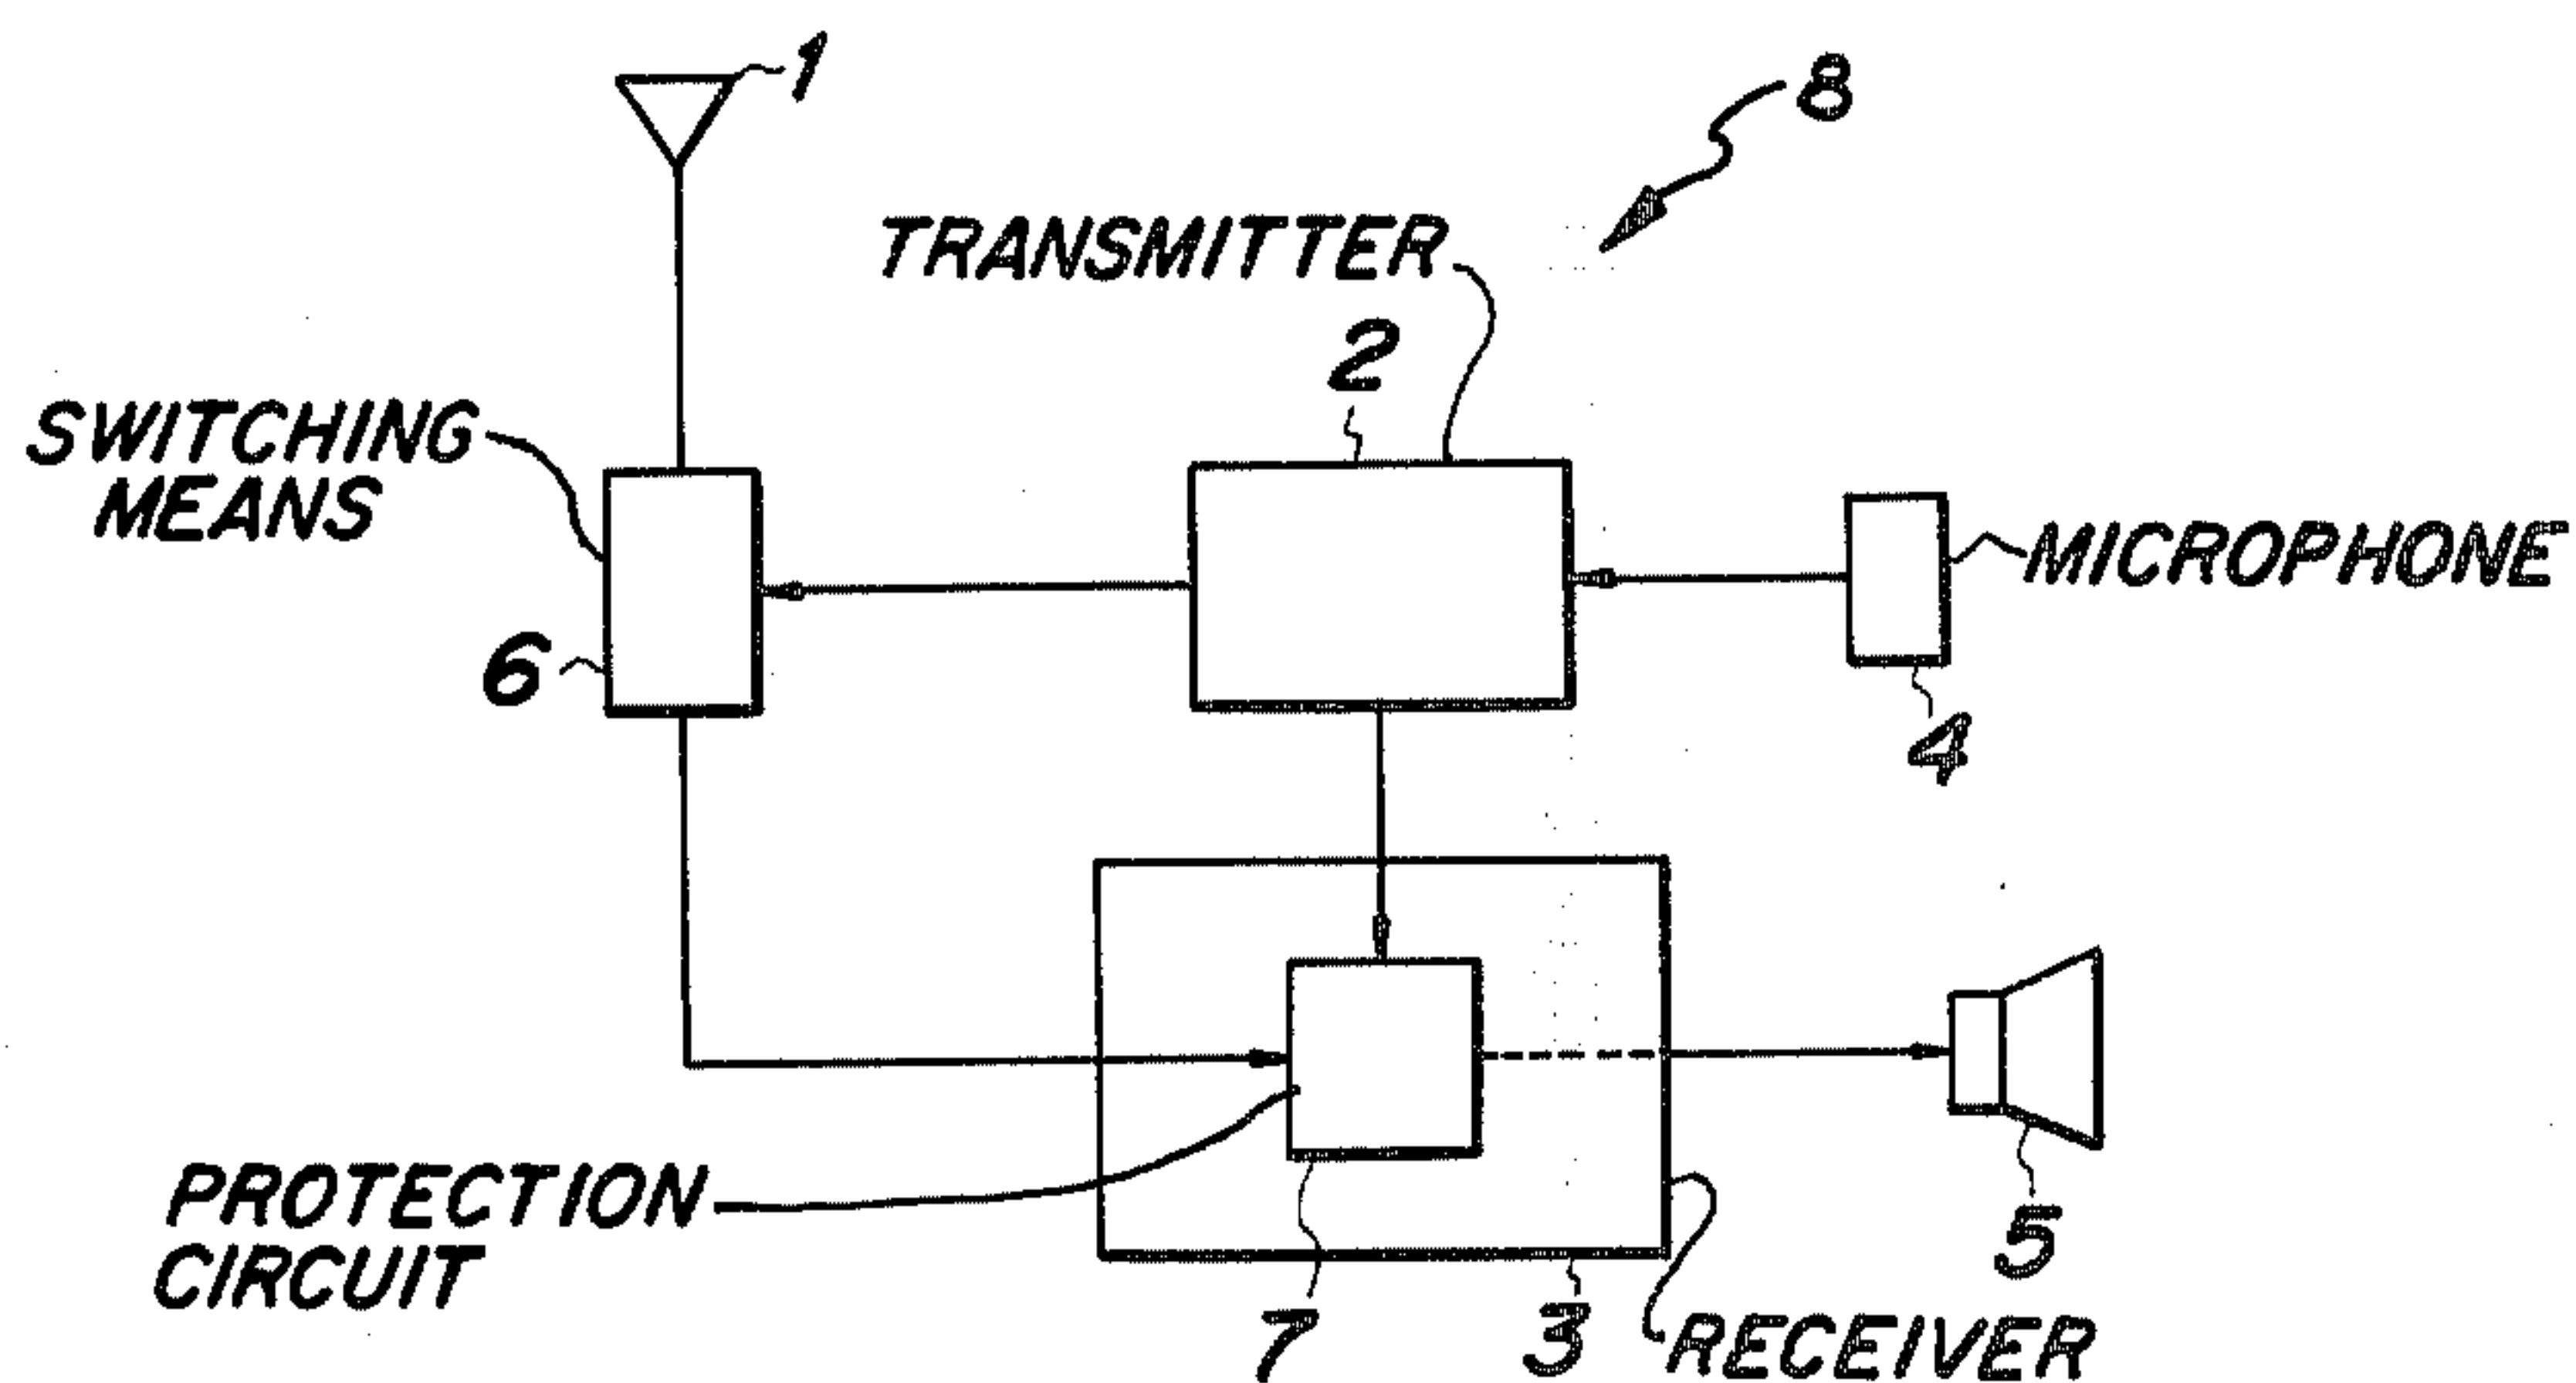 1
8
TRANSMITTER
2
SWITCHING
MEANS
MICROPHONE
6
4
PROTECTION
CIRCUIT
5
7
3
RECEIVER